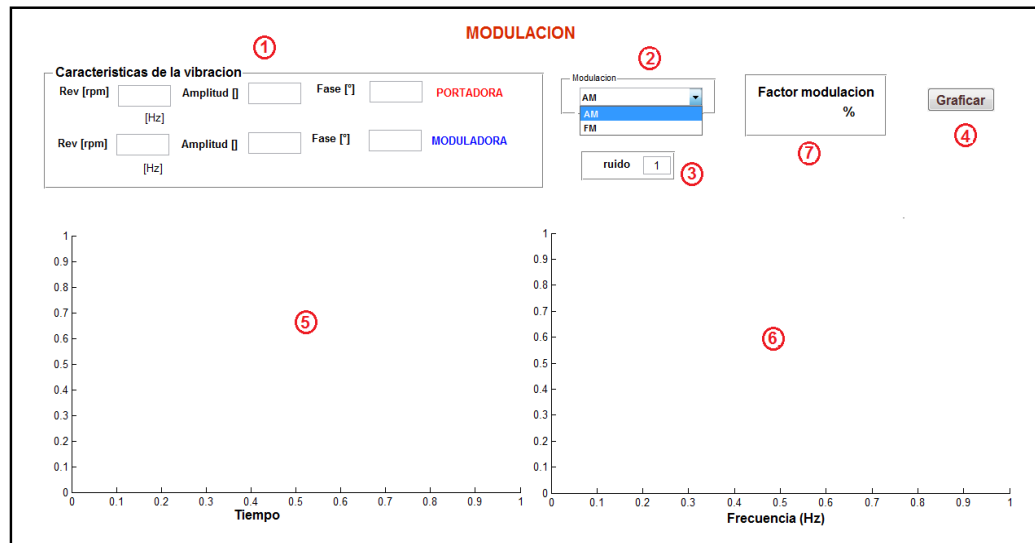 MODULACION
1
Caracteristicas de la vibracion
Rev [rpm] Amplitud [] Fase [°] PORTADORA
[Hz]
Rev [rpm] Amplitud [] Fase [°] MODULADORA
[Hz]
2
Modulacion
AM
AM
FM
ruido 1
3
Factor modulacion
%
7
Graficar
4
1
0.9
0.8
0.7
0.6
0.5
0.4
0.3
0.2
0.1
0
0 0.1 0.2 0.3 0.4 0.5 0.6 0.7 0.8 0.9 1
Tiempo
5
1
0.9
0.8
0.7
0.6
0.5
0.4
0.3
0.2
0.1
0
0 0.1 0.2 0.3 0.4 0.5 0.6 0.7 0.8 0.9 1
Frecuencia (Hz)
6